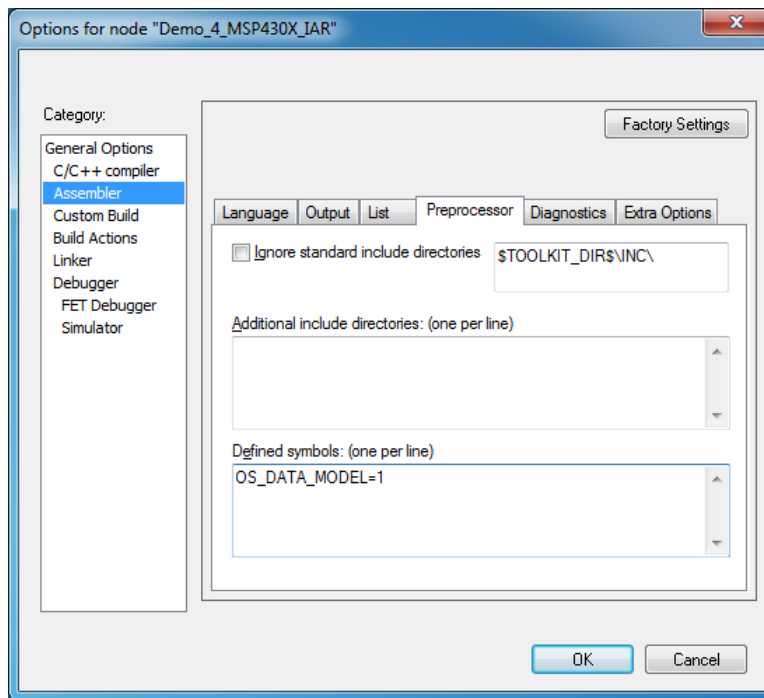 Options for node "Demo_4_MSP430X_IAR"
Category:
General Options
C/C++ compiler
Assembler
Custom Build
Build Actions
Linker
Debugger
FET Debugger
Simulator
Factory Settings
Language Output List Preprocessor Diagnostics Extra Options
Ignore standard include directories $TOOLKIT_DIR$\INC\
Additional include directories: (one per line)
Defined symbols: (one per line)
OS_DATA_MODEL=1
OK Cancel